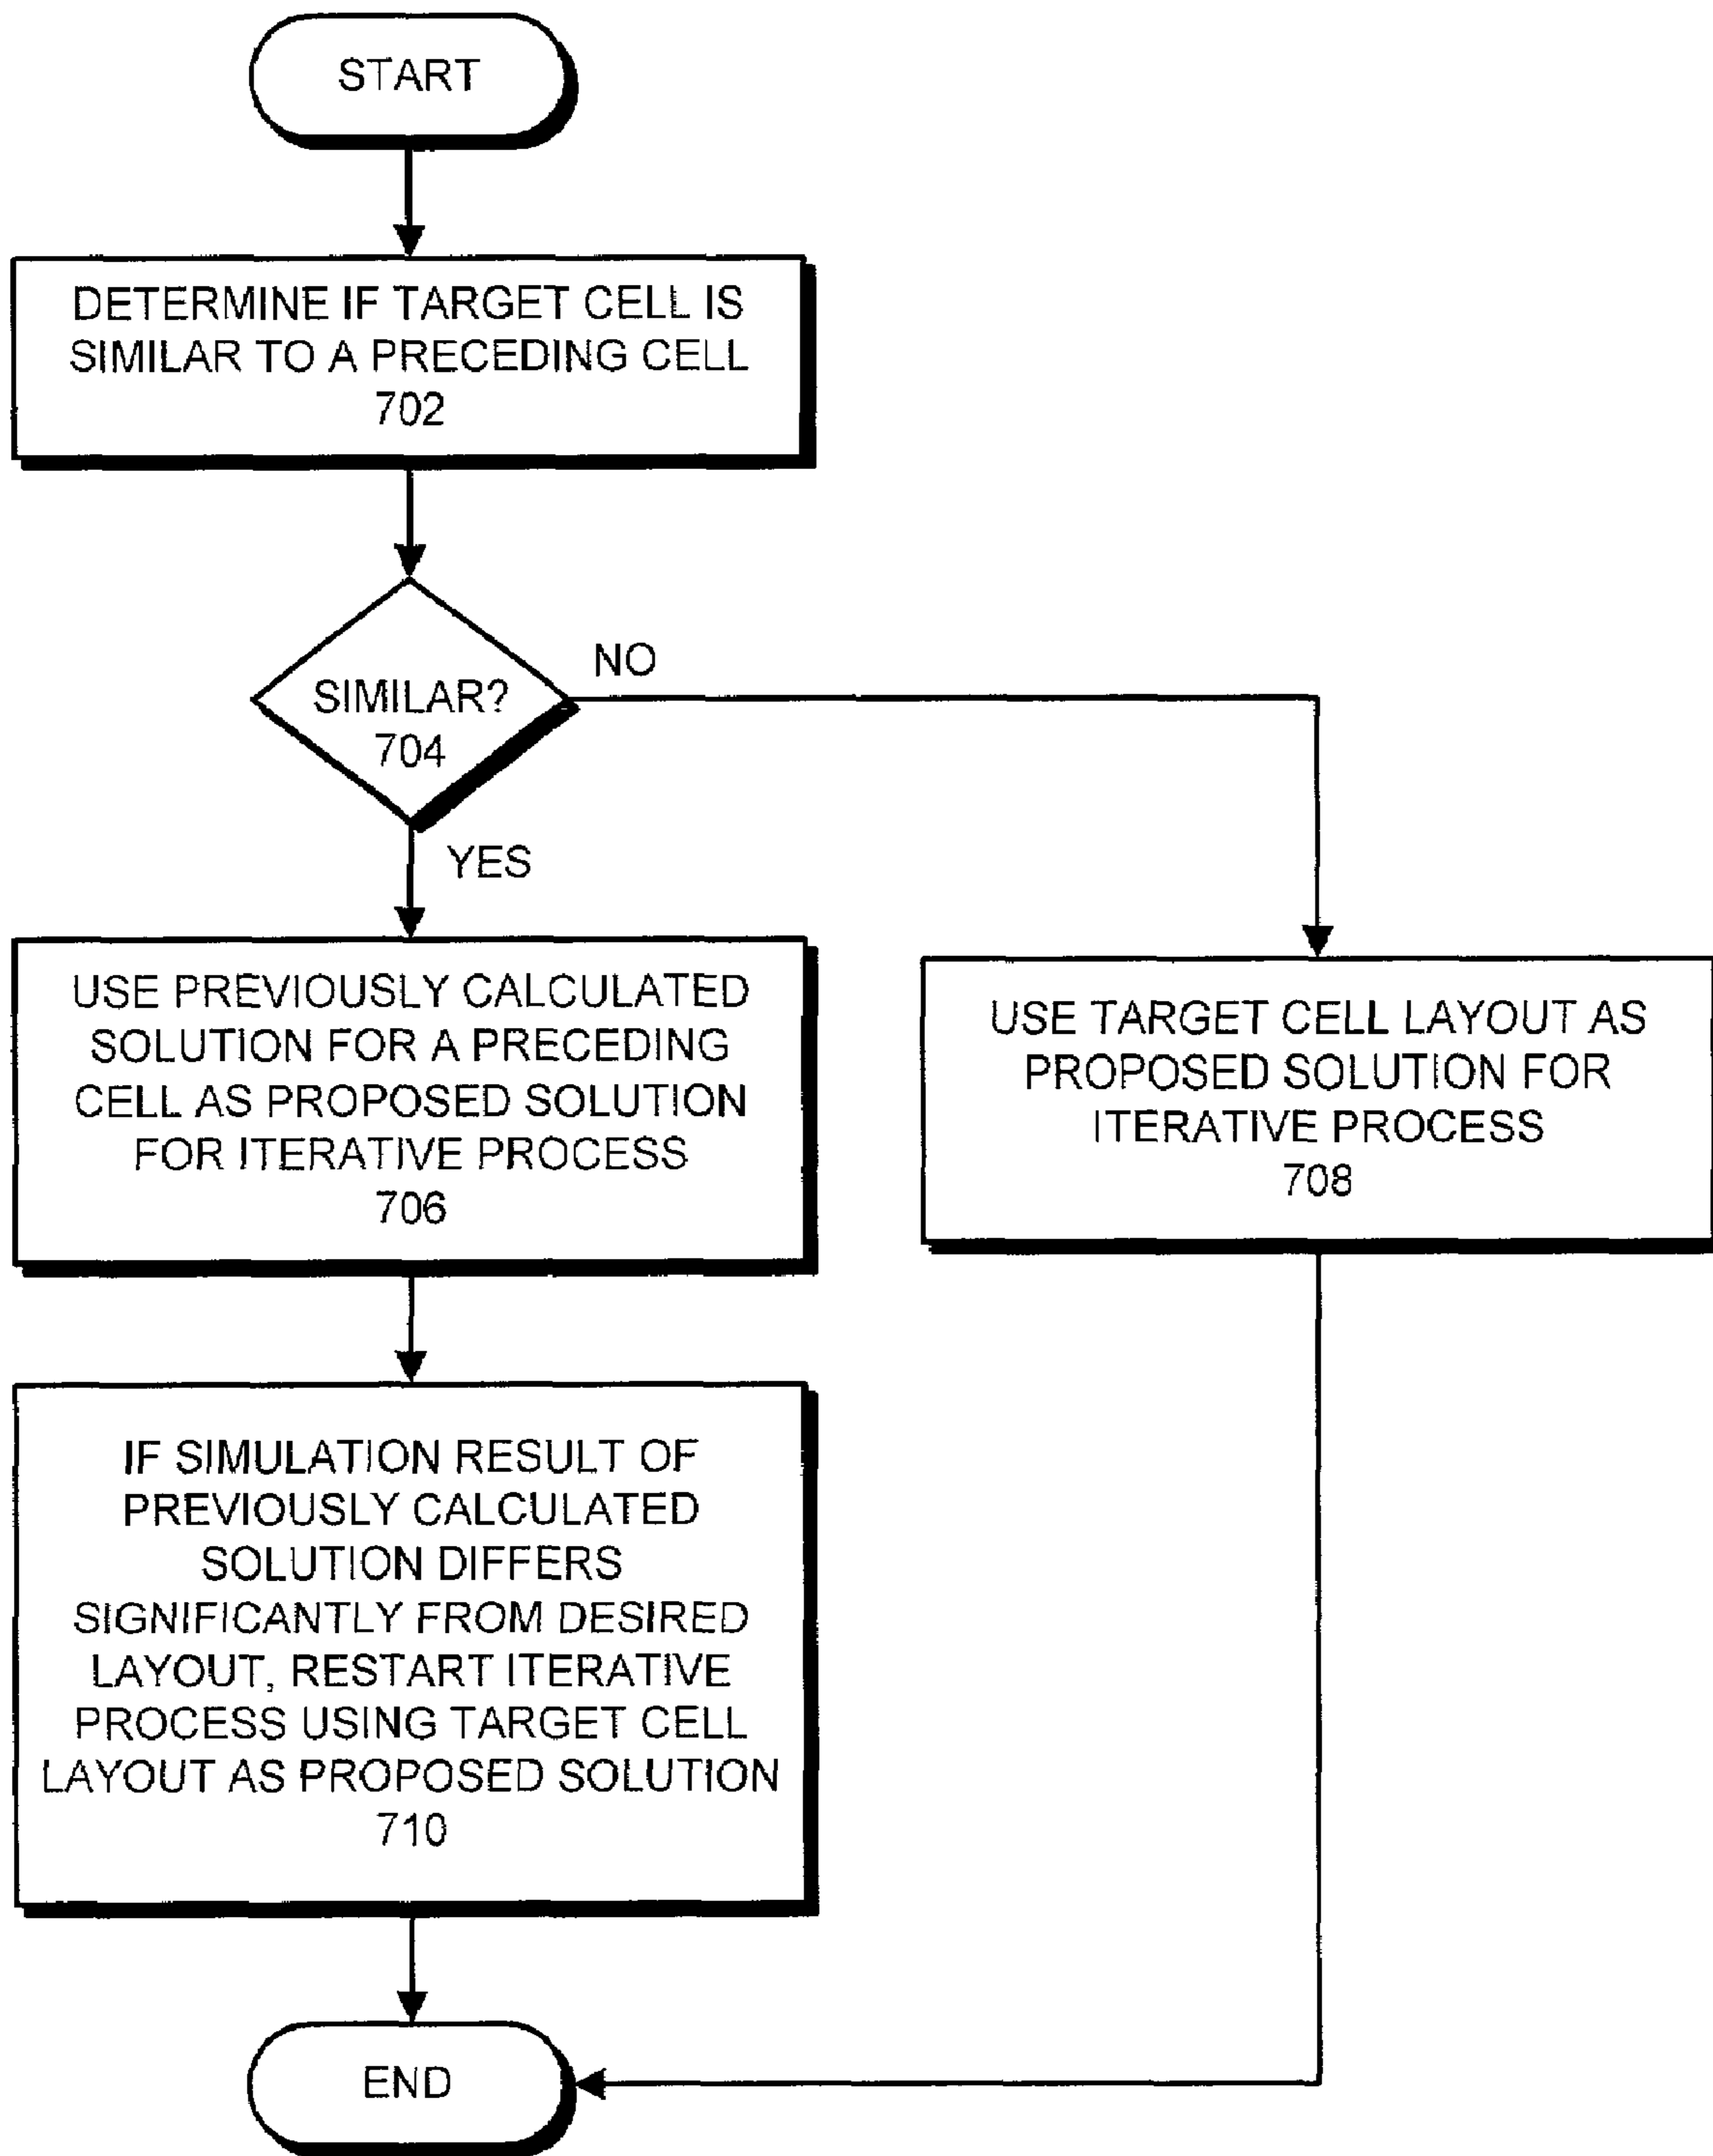 START
DETERMINE IF TARGET CELL IS
SIMILAR TO A PRECEDING CELL
702
SIMILAR?
704
NO
YES
USE PREVIOUSLY CALCULATED
SOLUTION FOR A PRECEDING
CELL AS PROPOSED SOLUTION
FOR ITERATIVE PROCESS
706
USE TARGET CELL LAYOUT AS
PROPOSED SOLUTION FOR
ITERATIVE PROCESS
708
IF SIMULATION RESULT OF
PREVIOUSLY CALCULATED
SOLUTION DIFFERS
SIGNIFICANTLY FROM DESIRED
LAYOUT, RESTART ITERATIVE
PROCESS USING TARGET CELL
LAYOUT AS PROPOSED SOLUTION
710
END